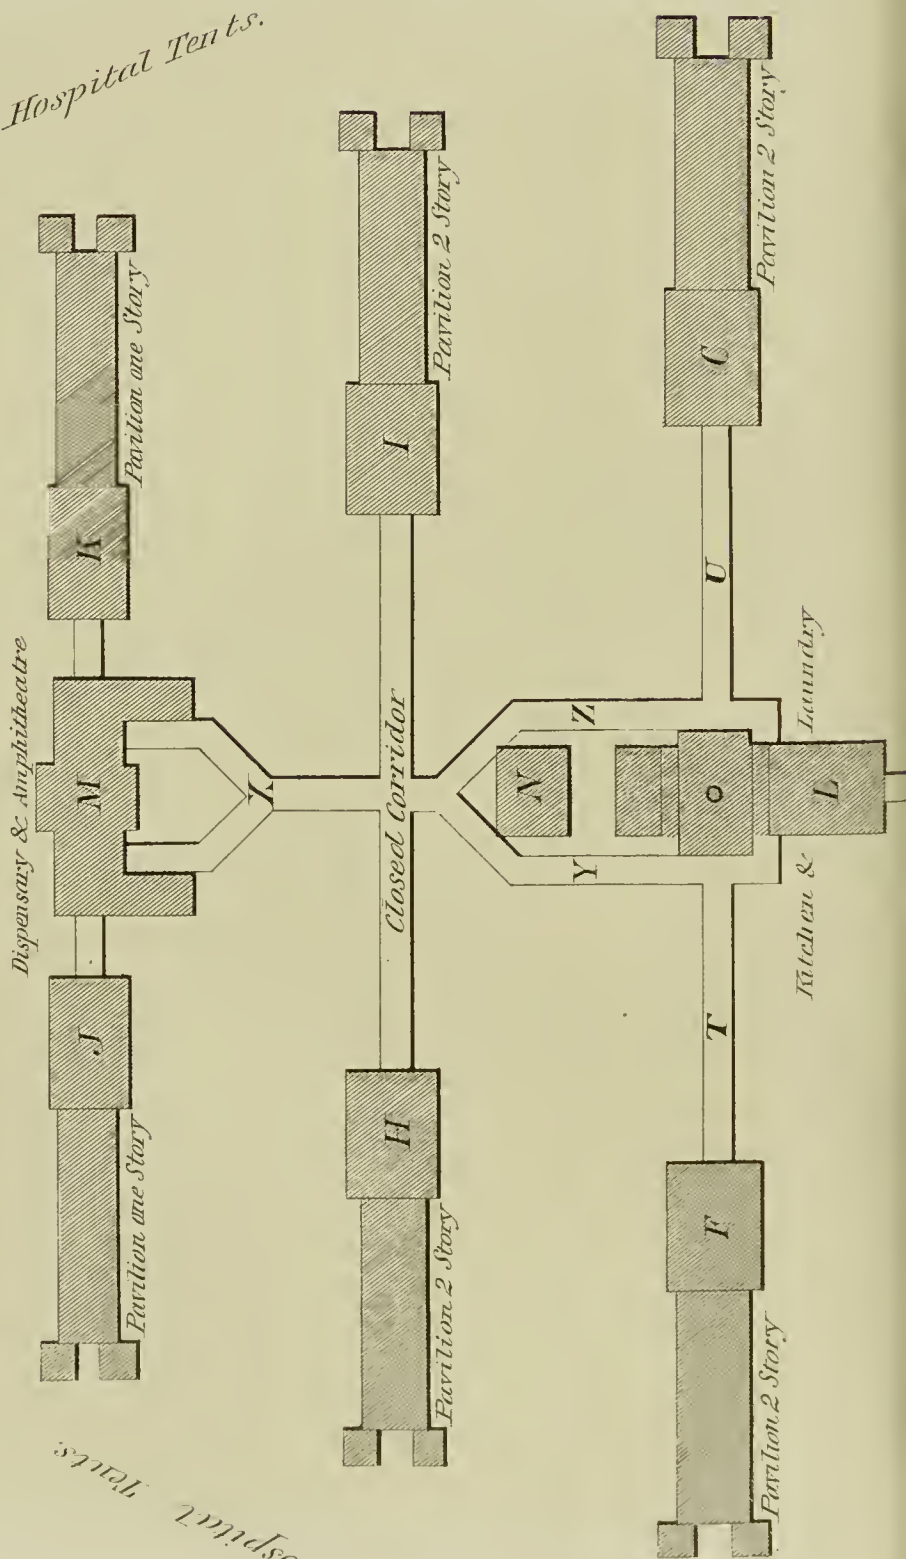 Hospital Tents.
ospital Tents.
Dispensary & Amphitheatre
J
M
K
Pavilion one Story
Pavilion one Story
X
H
Closed Corridor
I
Pavilion 2 Story
Pavilion 2 Story
N
Y
Z
F
T
O
U
C
Pavilion 2 Story
Pavilion 2 Story
Kitchen & Laundry
L